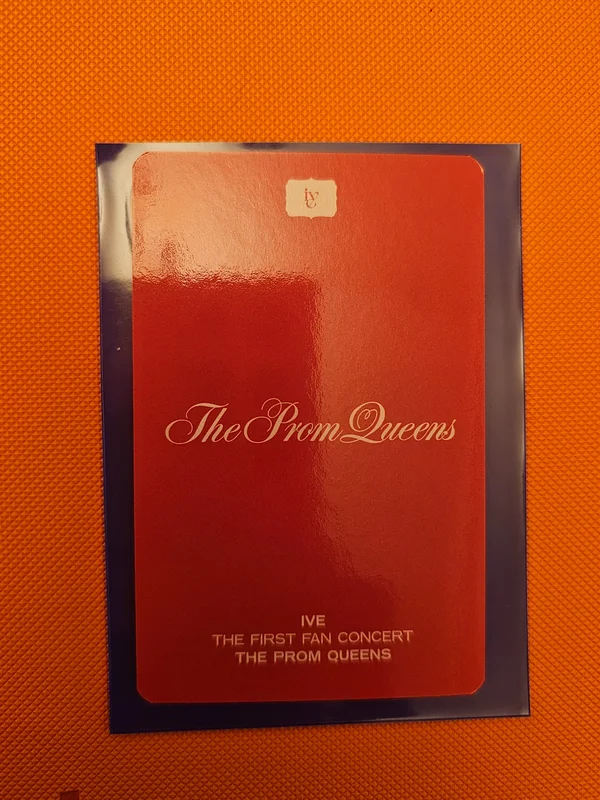 ive
The Prom Queens
IVE
THE FIRST FAN CONCERT
THE PROM QUEENS